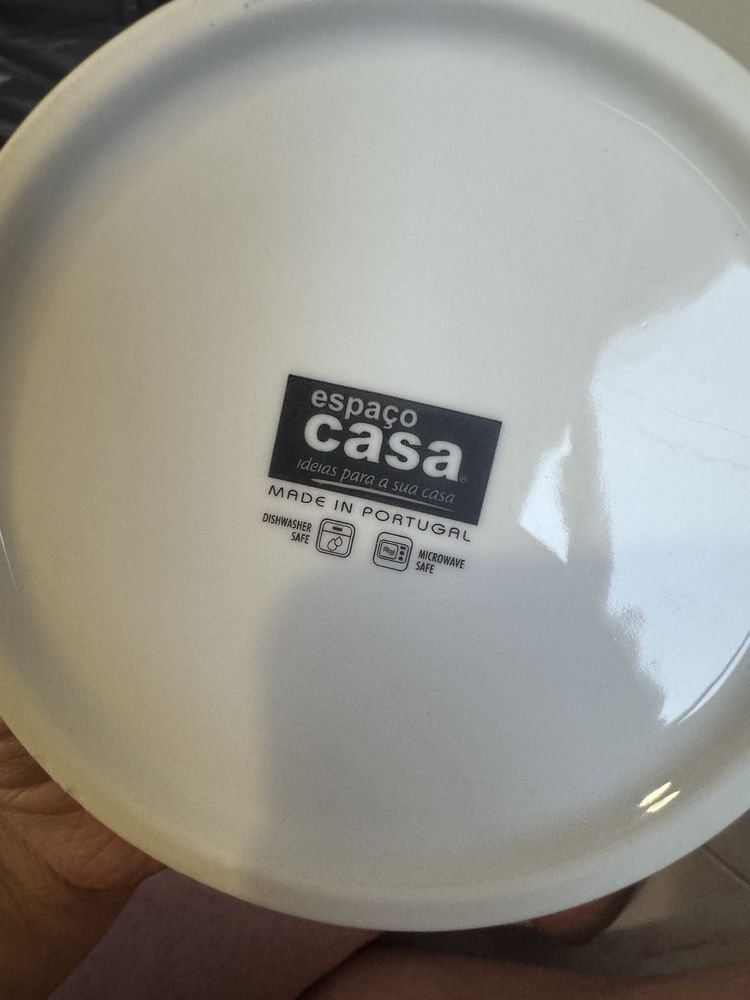 espaço
casa®
ideias para a sua casa
MADE IN PORTUGAL
DISHWASHER
SAFE
MICROWAVE
SAFE